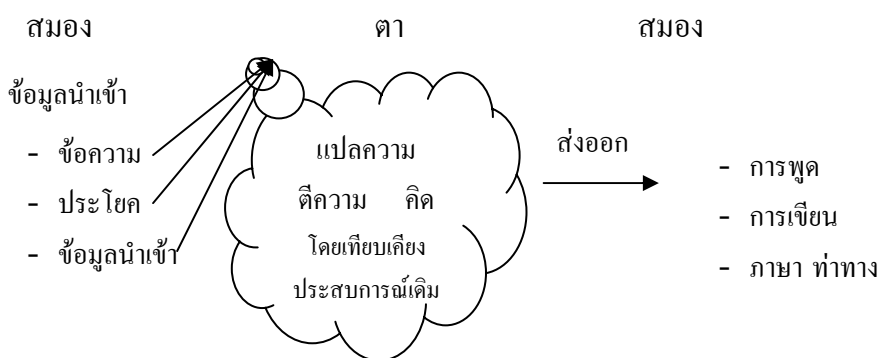 สมอง
ตา
สมอง
ข้อมูลนำเข้า
- ข้อความ
- ประโยค
- ข้อมูลนำเข้า
แปลความ
ตีความ คิด
โดยเทียบเคียง
ประสบการณ์เดิม
ส่งออก
- การพูด
- การเขียน
- ภาษา ท่าทาง